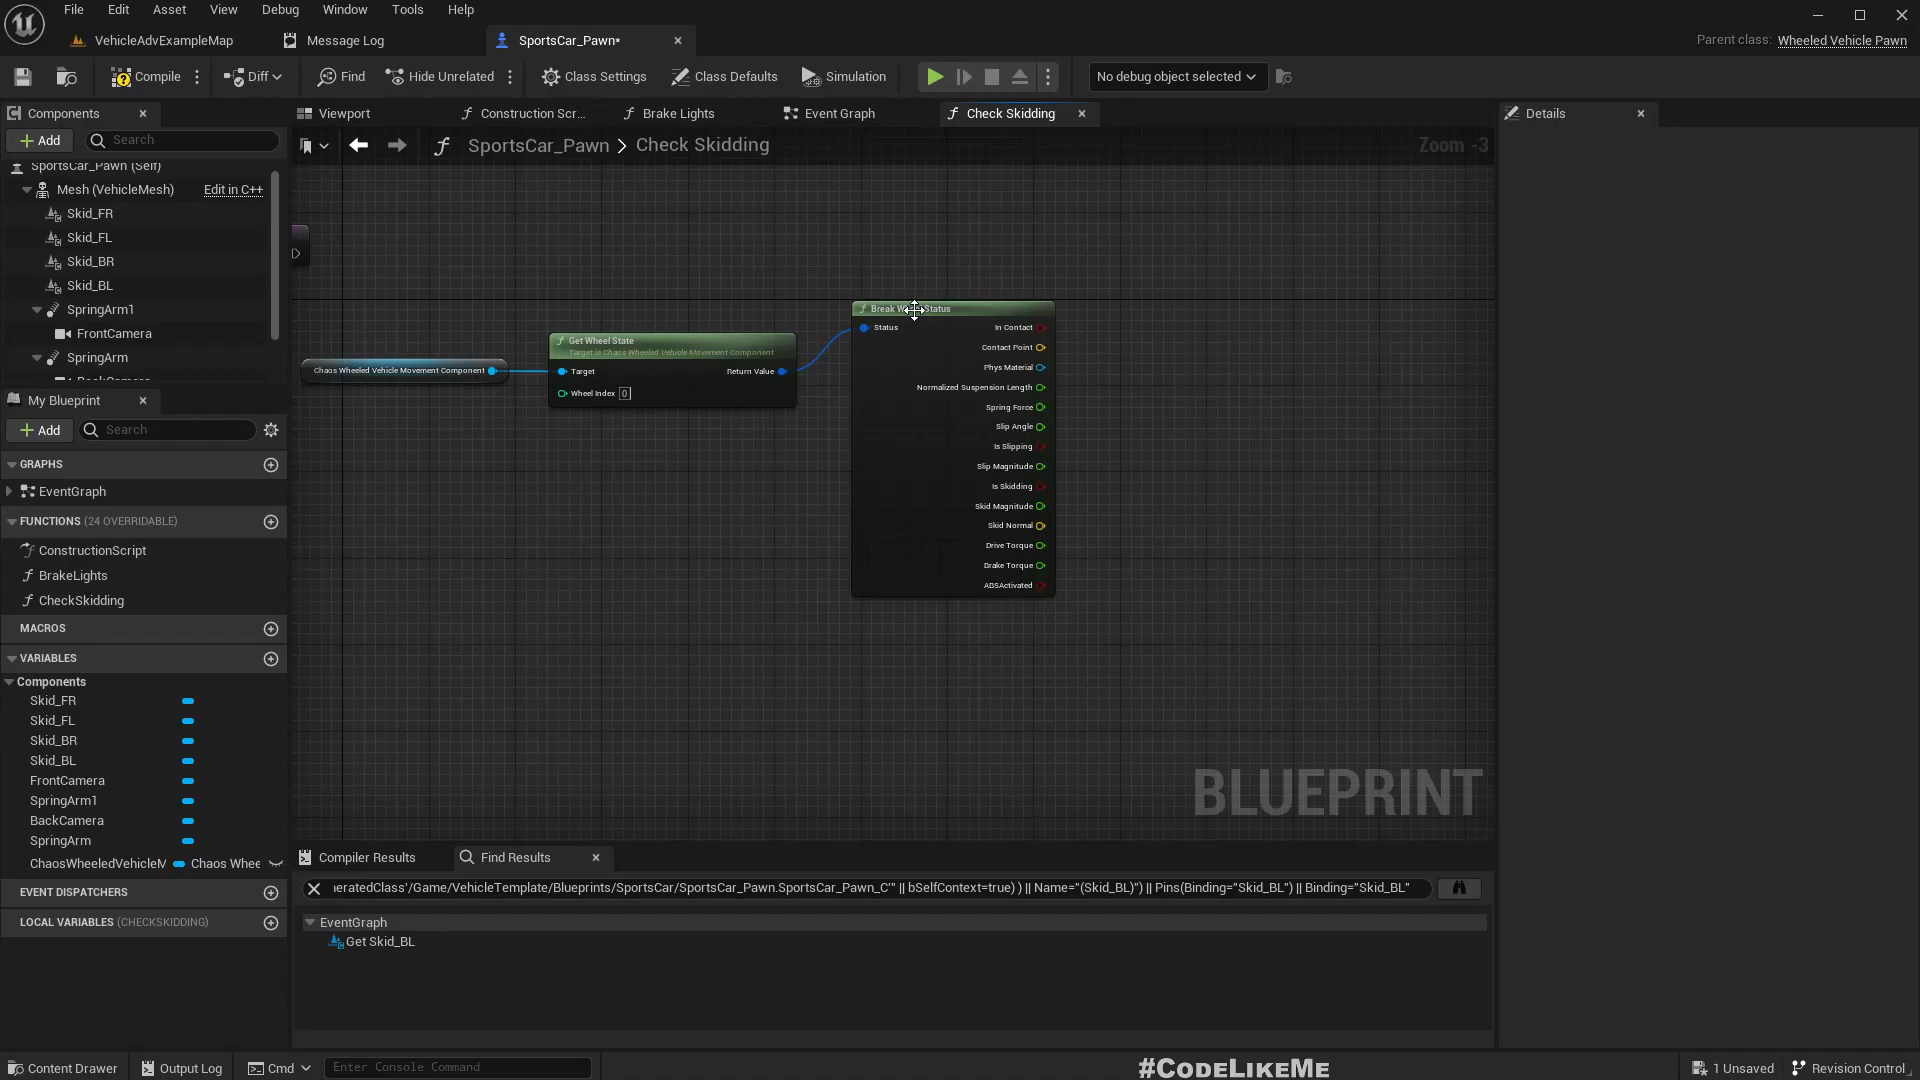 File Edit View Asset View Debug Window Tools Help
VehicleAdvExampleMap
Message Log
SportsCar_Pawn*
Parent class: Wheeled Vehicle Pawn
Compile
Diff
Find
Hide Unrelated
Class Settings
Class Defaults
Simulation
No debug object selected
Components
Viewport
Construction Scr...
Brake Lights
Event Graph
Check Skidding
Details
Add
Search
SportsCar_Pawn > Check Skidding
Zoom -3
SportsCar_Pawn (Self)
Mesh (VehicleMesh) Edit in C++
Skid_FR
Skid_FL
Skid_BR
Skid_BL
SpringArm1
FrontCamera
SpringArm
Chaos Wheeled Vehicle Movement Component
Get Wheel State
Target is Chaos Wheeled Vehicle Movement Component
Target
Return Value
Wheel Index 0
Status
In Contact
Contact Point
Phys Material
Normalized Suspension Length
Spring Force
Slip Angle
Is Slipping
Slip Magnitude
Is Skidding
Skid Magnitude
Skid Normal
Drive Torque
Brake Torque
ABSActivated
My Blueprint
Add
Search
GRAPHS
EventGraph
FUNCTIONS (24 OVERRIDABLE)
ConstructionScript
BrakeLights
CheckSkidding
MACROS
VARIABLES
Components
Skid_FR
Skid_FL
Skid_BR
Skid_BL
FrontCamera
SpringArm1
BackCamera
SpringArm
ChaosWheeledVehicleM Chaos Whee
EVENT DISPATCHERS
LOCAL VARIABLES (CHECKSKIDDING)
BLUEPRINT
Compiler Results
Find Results
eratedClass'/Game/VehicleTemplate/Blueprints/SportsCar/SportsCar_Pawn.SportsCar_Pawn_C'" || bSelfContext=true) ) || Name="(Skid_BL)") || Pins(Binding="Skid_BL") || Binding="Skid_BL"
EventGraph
Get Skid_BL
Content Drawer
Output Log
Cmd
Enter Console Command
#CodeLikeMe
1 Unsaved
Revision Control